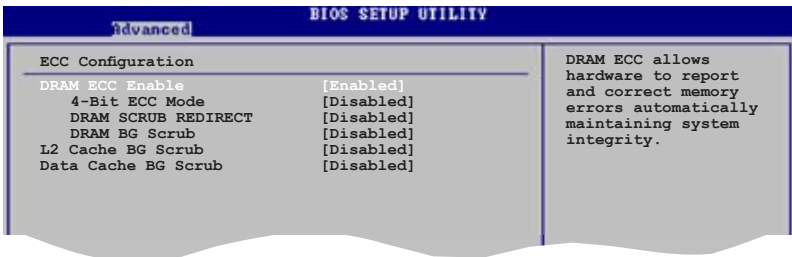 BIOS SETUP UTILITY
Advanced
ECC Configuration
DRAM ECC Enable [Enabled]
4-Bit ECC Mode [Disabled]
DRAM SCRUB REDIRECT [Disabled]
DRAM BG Scrub [Disabled]
L2 Cache BG Scrub [Disabled]
Data Cache BG Scrub [Disabled]
DRAM ECC allows
hardware to report
and correct memory
errors automatically
maintaining system
integrity.